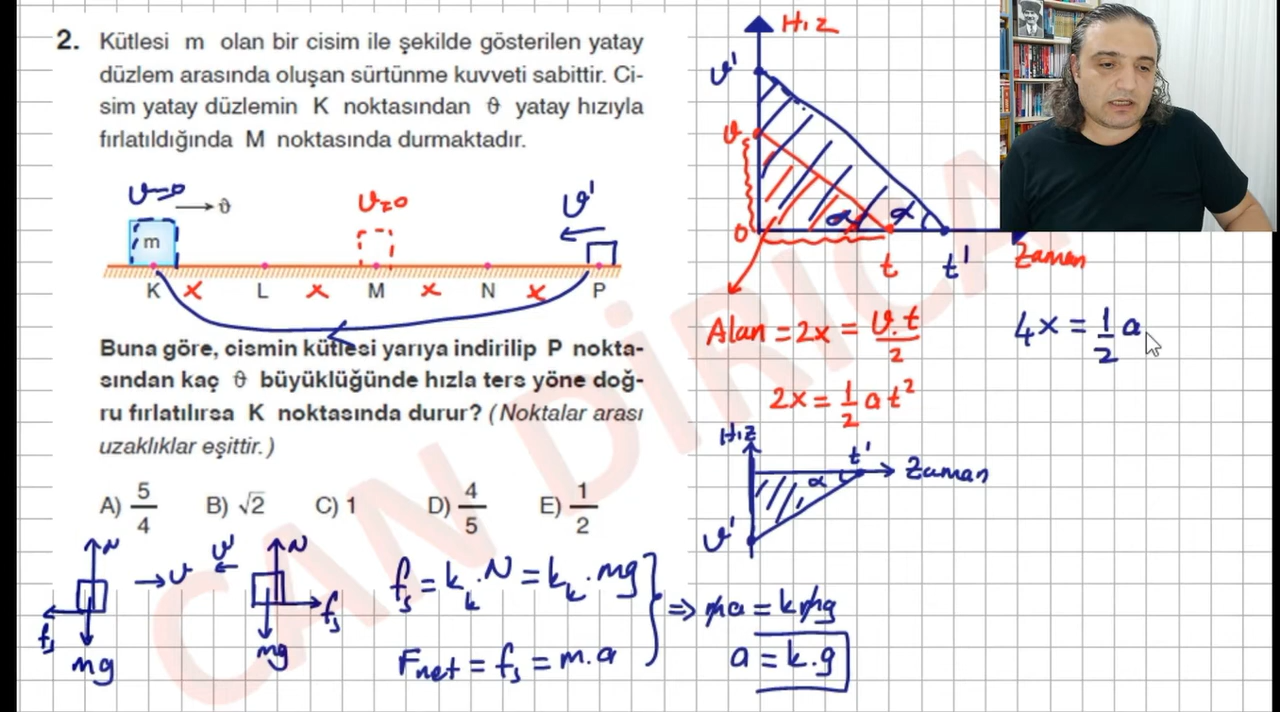 2. Kütlesi m olan bir cisim ile şekilde gösterilen yatay
düzlem arasında oluşan sürtünme kuvveti sabittir. Ci-
sim yatay düzlemin K noktasından ϑ yatay hızıyla
fırlatıldığında M noktasında durmaktadır.
ϑ
v=0
v'
m
K x L x M x N x P
Buna göre, cismin kütlesi yarıya indirilip P nokta-
sından kaç ϑ büyüklüğünde hızla ters yöne doğ-
ru fırlatılırsa K noktasında durur? (Noktalar arası
uzaklıklar eşittir.)
A) 5/4 B) √2 C) 1 D) 4/5 E) 1/2
N
v
fs
mg
v'
N
fs
mg
fs = kk.N = kk.mg
Fnet = fs = m.a
⇒ ma = kmg
a = k.g
Hız
v'
v
0
α α
t t' Zaman
Alan = 2x = v.t/2
2x = 1/2 at²
4x = 1/2 a
Hız
t' Zaman
α
v'
CAN DİRİCA